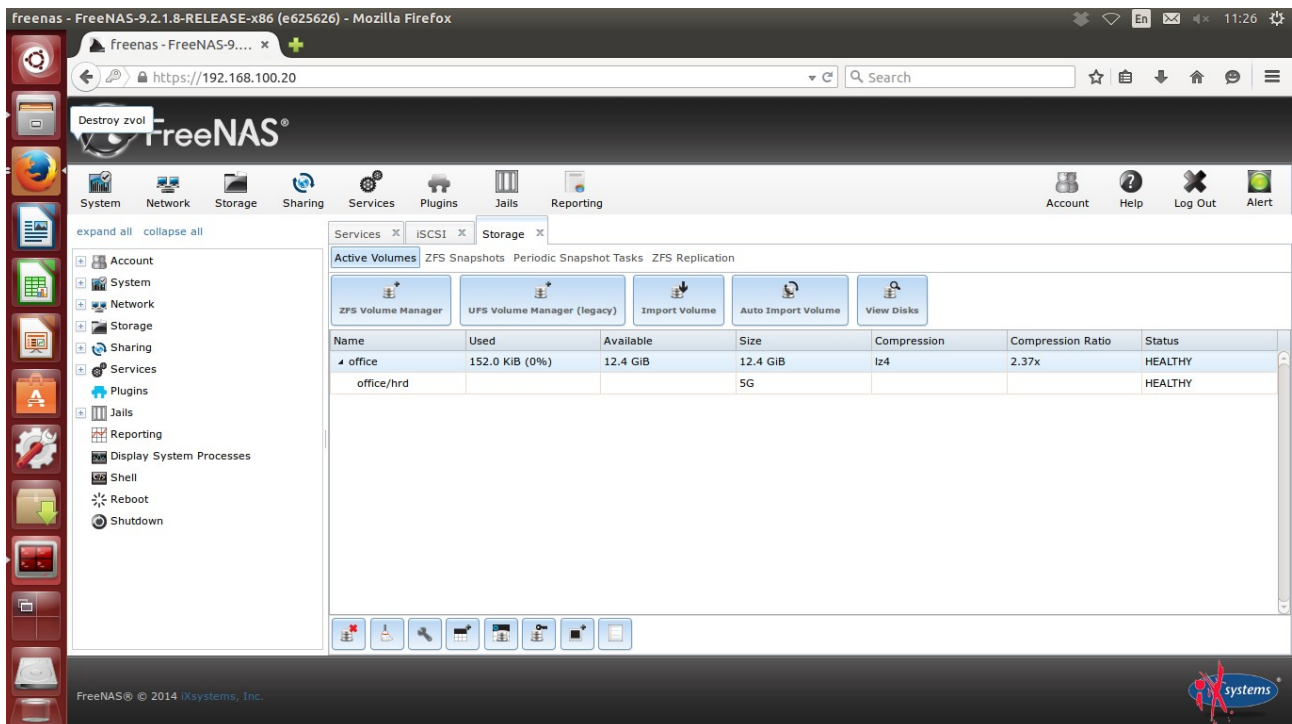 freenas - FreeNAS-9.2.1.8-RELEASE-x86 (e625626) - Mozilla Firefox En 11:26
freenas - FreeNAS-9.... ×
https://192.168.100.20 Search
Destroy zvol
FreeNAS®
System Network Storage Sharing Services Plugins Jails Reporting Account Help Log Out Alert
expand all collapse all
Services X iSCSI X Storage X
Active Volumes ZFS Snapshots Periodic Snapshot Tasks ZFS Replication
ZFS Volume Manager UFS Volume Manager (legacy) Import Volume Auto Import Volume View Disks
Name Used Available Size Compression Compression Ratio Status
office 152.0 KiB (0%) 12.4 GiB 12.4 GiB lz4 2.37x HEALTHY
office/hrd 5G HEALTHY
Account
System
Network
Storage
Sharing
Services
Plugins
Jails
Reporting
Display System Processes
Shell
Reboot
Shutdown
FreeNAS® © 2014 iXsystems, Inc.
iXsystems